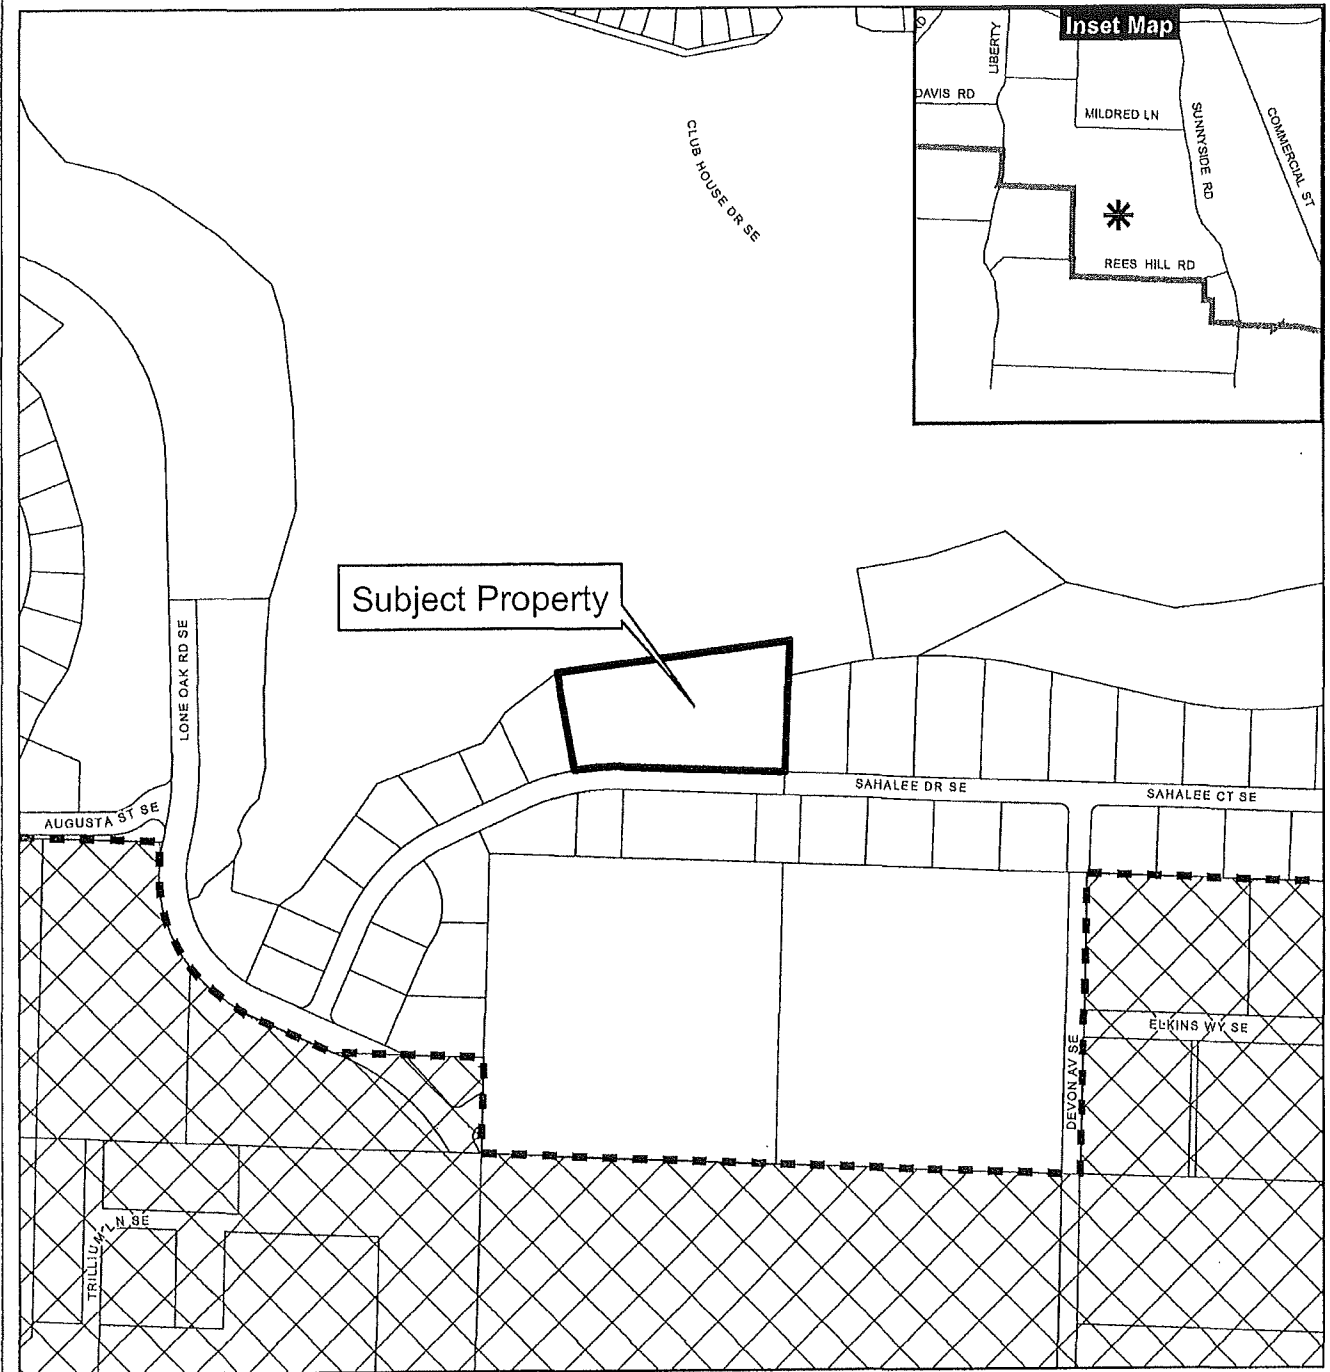 Inset Map
LIBERTY
DAVIS RD
MILDRED LN
SUNNYSIDE RD
COMMERCIAL ST
REES HILL RD
CLUB HOUSE DR SE
Subject Property
LONE OAK RD SE
SAHALEE DR SE
SAHALEE CT SE
AUGUSTA ST SE
ELKINS WY SE
DEVON AV SE
TRILLIUM LN SE